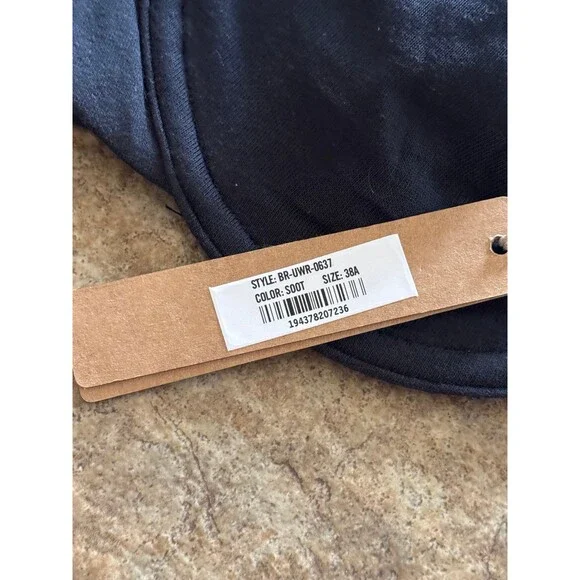 STYLE: BR-UWR-0637
COLOR: SOOT SIZE: 38A
194378207236